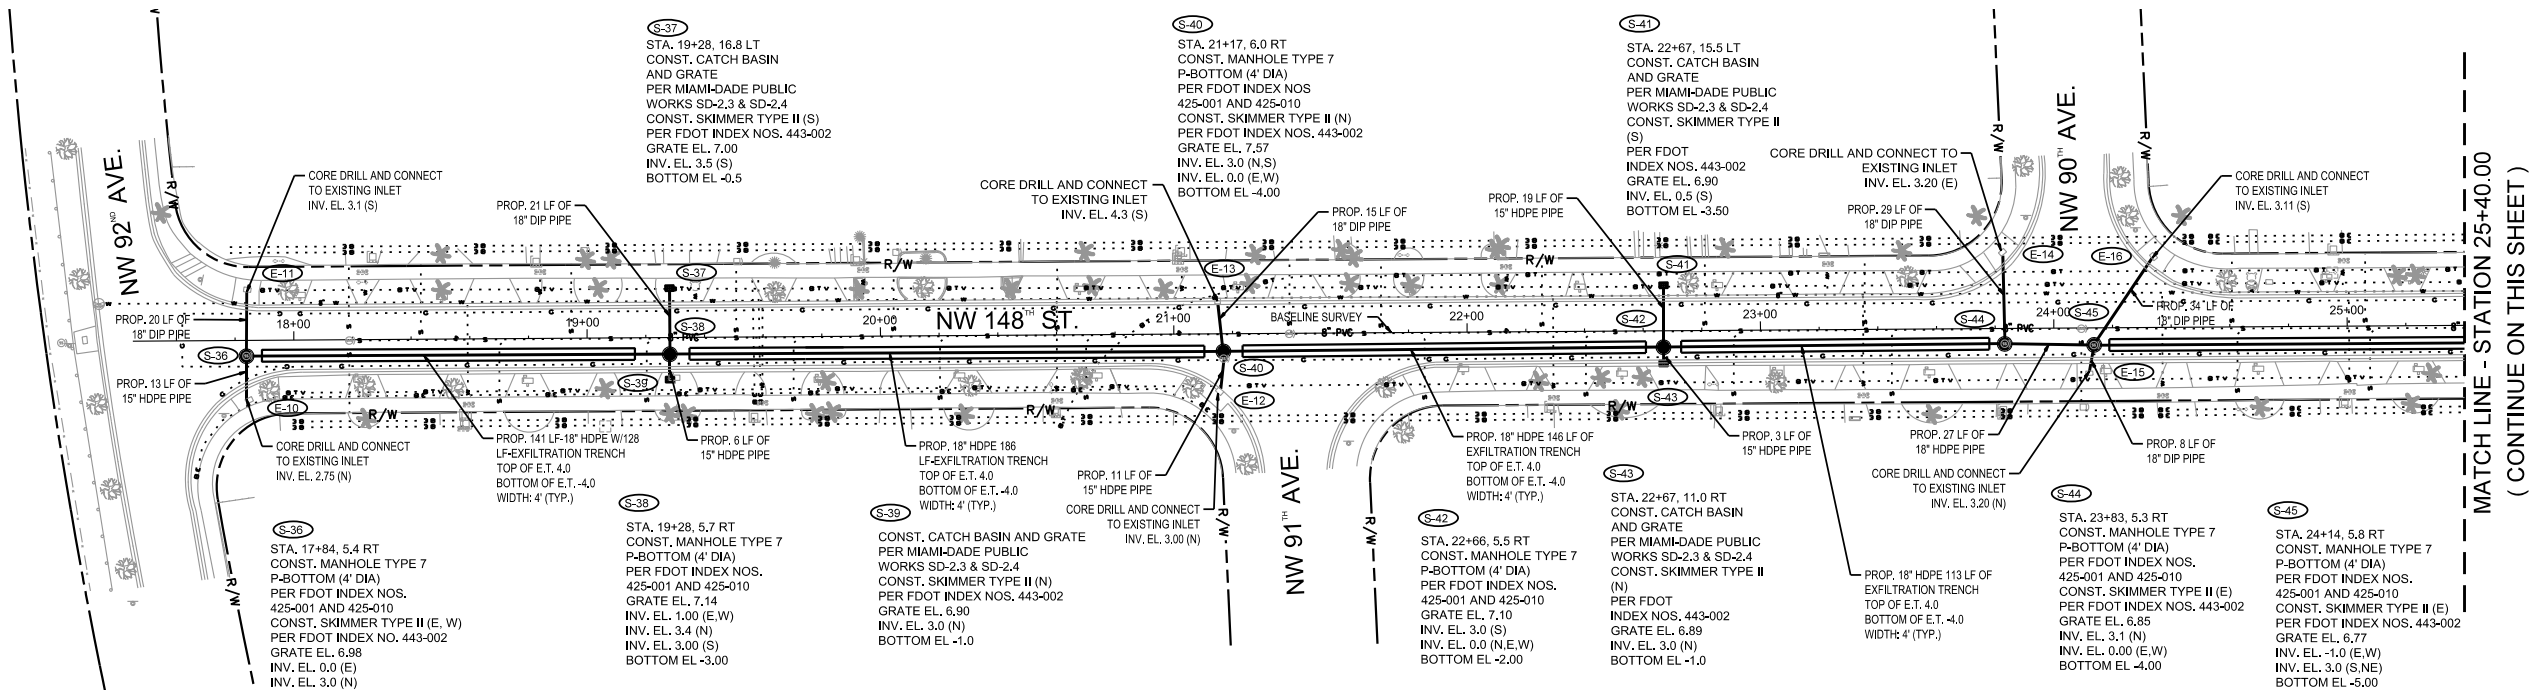 S-37
STA. 19+28, 16.8 LT
CONST. CATCH BASIN
AND GRATE
PER MIAMI-DADE PUBLIC
WORKS SD-2.3 & SD-2.4
CONST. SKIMMER TYPE II (S)
PER FDOT INDEX NOS. 443-002
GRATE EL. 7.00
INV. EL. 3.5 (S)
BOTTOM EL -0.5
S-40
STA. 21+17, 6.0 RT
CONST. MANHOLE TYPE 7
P-BOTTOM (4' DIA)
PER FDOT INDEX NOS
425-001 AND 425-010
CONST. SKIMMER TYPE II (N)
PER FDOT INDEX NOS. 443-002
GRATE EL. 7.57
INV. EL. 3.0 (N,S)
INV. EL. 0.0 (E,W)
BOTTOM EL -4.00
S-41
STA. 22+67, 15.5 LT
CONST. CATCH BASIN
AND GRATE
PER MIAMI-DADE PUBLIC
WORKS SD-2.3 & SD-2.4
CONST. SKIMMER TYPE II
(S)
PER FDOT
INDEX NOS. 443-002
GRATE EL. 6.90
INV. EL. 0.5 (S)
BOTTOM EL -3.50
NW 92 ND AVE.
R/W
CORE DRILL AND CONNECT
TO EXISTING INLET
INV. EL. 3.1 (S)
PROP. 21 LF OF
18" DIP PIPE
CORE DRILL AND CONNECT
TO EXISTING INLET
INV. EL. 4.3 (S)
PROP. 15 LF OF
18" DIP PIPE
PROP. 19 LF OF
15" HDPE PIPE
CORE DRILL AND CONNECT TO
EXISTING INLET
INV. EL. 3.20 (E)
PROP. 29 LF OF
18" DIP PIPE
R/W
NW 90 TH AVE.
R/W
CORE DRILL AND CONNECT
TO EXISTING INLET
INV. EL. 3.11 (S)
MATCH LINE - STATION 25+40.00
( CONTINUE ON THIS SHEET )
E-11
S-37
R/W
E-13
R/W
S-41
E-14
E-16
PROP. 20 LF OF
18" DIP PIPE
18+00
19+00
S-38
20+00
NW 148 TH ST.
21+00
BASELINE SURVEY
8" PVC
22+00
S-42
23+00
S-44
24+00
S-45
PROP. 34 LF OF
18" DIP PIPE
25+00
S-36
PROP. 13 LF OF
15" HDPE PIPE
E-10
R/W
S-39
S-40
E-12
R/W
S-43
R/W
E-15
CORE DRILL AND CONNECT
TO EXISTING INLET
INV. EL. 2.75 (N)
PROP. 141 LF-18" HDPE W/128
LF-EXFILTRATION TRENCH
TOP OF E.T. 4.0
BOTTOM OF E.T. -4.0
WIDTH: 4' (TYP.)
PROP. 6 LF OF
15" HDPE PIPE
PROP. 18" HDPE 186
LF-EXFILTRATION TRENCH
TOP OF E.T. 4.0
BOTTOM OF E.T. -4.0
WIDTH: 4' (TYP.)
PROP. 11 LF OF
15" HDPE PIPE
CORE DRILL AND CONNECT
TO EXISTING INLET
INV. EL. 3.00 (N)
R/W
NW 91 TH AVE.
R/W
PROP. 18" HDPE 146 LF OF
EXFILTRATION TRENCH
TOP OF E.T. 4.0
BOTTOM OF E.T. -4.0
WIDTH: 4' (TYP.)
PROP. 3 LF OF
15" HDPE PIPE
PROP. 27 LF OF
18" HDPE PIPE
CORE DRILL AND CONNECT
TO EXISTING INLET
INV. EL. 3.20 (N)
PROP. 8 LF OF
18" DIP PIPE
PROP. 18" HDPE 113 LF OF
EXFILTRATION TRENCH
TOP OF E.T. 4.0
BOTTOM OF E.T. -4.0
WIDTH: 4' (TYP.)
R/W
S-36
STA. 17+84, 5.4 RT
CONST. MANHOLE TYPE 7
P-BOTTOM (4' DIA)
PER FDOT INDEX NOS.
425-001 AND 425-010
CONST. SKIMMER TYPE II (E, W)
PER FDOT INDEX NO. 443-002
GRATE EL. 6.98
INV. EL. 0.0 (E)
INV. EL. 3.0 (N)
S-38
STA. 19+28, 5.7 RT
CONST. MANHOLE TYPE 7
P-BOTTOM (4' DIA)
PER FDOT INDEX NOS.
425-001 AND 425-010
GRATE EL. 7.14
INV. EL. 1.00 (E,W)
INV. EL. 3.4 (N)
INV. EL. 3.00 (S)
BOTTOM EL -3.00
S-39
CONST. CATCH BASIN AND GRATE
PER MIAMI-DADE PUBLIC
WORKS SD-2.3 & SD-2.4
CONST. SKIMMER TYPE II (N)
PER FDOT INDEX NOS. 443-002
GRATE EL. 6.90
INV. EL. 3.0 (N)
BOTTOM EL -1.0
S-42
STA. 22+66, 5.5 RT
CONST. MANHOLE TYPE 7
P-BOTTOM (4' DIA)
PER FDOT INDEX NOS.
425-001 AND 425-010
GRATE EL. 7.10
INV. EL. 3.0 (S)
INV. EL. 0.0 (N,E,W)
BOTTOM EL -2.00
S-43
STA. 22+67, 11.0 RT
CONST. CATCH BASIN
AND GRATE
PER MIAMI-DADE PUBLIC
WORKS SD-2.3 & SD-2.4
CONST. SKIMMER TYPE II
(N)
PER FDOT
INDEX NOS. 443-002
GRATE EL. 6.89
INV. EL. 3.0 (N)
BOTTOM EL -1.0
S-44
STA. 23+83, 5.3 RT
CONST. MANHOLE TYPE 7
P-BOTTOM (4' DIA)
PER FDOT INDEX NOS.
425-001 AND 425-010
CONST. SKIMMER TYPE II (E)
PER FDOT INDEX NOS. 443-002
GRATE EL. 6.85
INV. EL. 3.1 (N)
INV. EL. 0.00 (E,W)
BOTTOM EL -4.00
S-45
STA. 24+14, 5.8 RT
CONST. MANHOLE TYPE 7
P-BOTTOM (4' DIA)
PER FDOT INDEX NOS.
425-001 AND 425-010
CONST. SKIMMER TYPE II (E)
PER FDOT INDEX NOS. 443-002
GRATE EL. 6.77
INV. EL. -1.0 (E,W)
INV. EL. 3.0 (S,NE)
BOTTOM EL -5.00